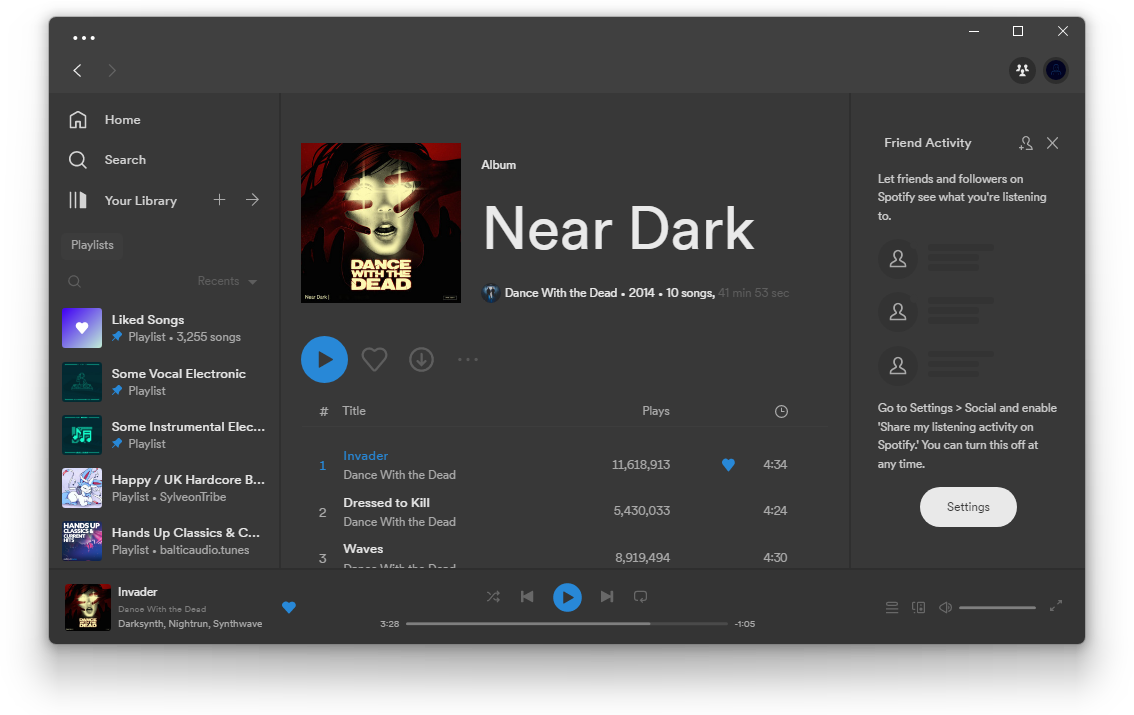 Home
Search
Your Library
Playlists
Recents
Liked Songs
Playlist • 3,255 songs
Some Vocal Electronic
Playlist
Some Instrumental Elec...
Playlist
Happy / UK Hardcore B...
Playlist • SylveonTribe
HANDS UP
CLASSICS &
CURRENT
HITS
Hands Up Classics & C...
Playlist • balticaudio.tunes
DANCE
WITH THE
DEAD
Near Dark |
Album
Near Dark
Dance With the Dead • 2014 • 10 songs, 41 min 53 sec
# Title Plays
1 Invader 11,618,913 4:34
Dance With the Dead
2 Dressed to Kill 5,430,033 4:24
Dance With the Dead
3 Waves 8,919,494 4:30
Dance With the Dead
Friend Activity
Let friends and followers on
Spotify see what you're listening
to.
Go to Settings > Social and enable
'Share my listening activity on
Spotify.' You can turn this off at
any time.
Settings
Invader
Dance With the Dead
Darksynth, Nightrun, Synthwave
3:28
-1:05